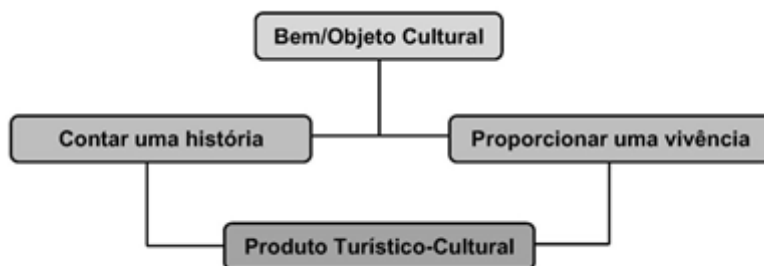 Bem/Objeto Cultural
Contar uma história
Proporcionar uma vivência
Produto Turístico-Cultural